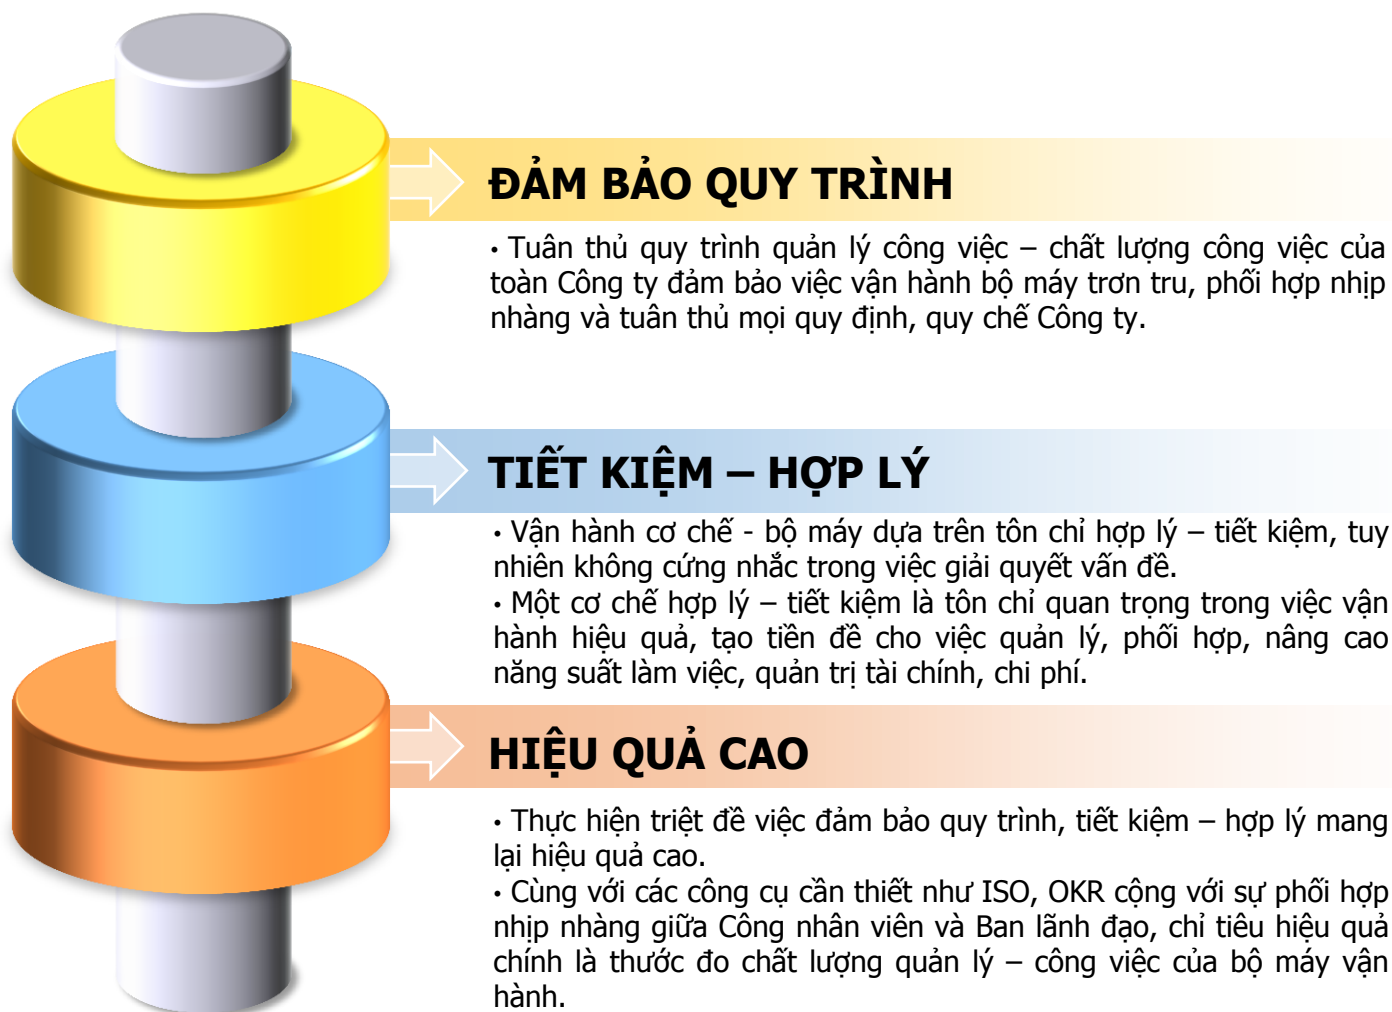 ĐẢM BẢO QUY TRÌNH
• Tuân thủ quy trình quản lý công việc – chất lượng công việc của
toàn Công ty đảm bảo việc vận hành bộ máy trơn tru, phối hợp nhịp
nhàng và tuân thủ mọi quy định, quy chế Công ty.
TIẾT KIỆM – HỢP LÝ
• Vận hành cơ chế - bộ máy dựa trên tôn chỉ hợp lý – tiết kiệm, tuy
nhiên không cứng nhắc trong việc giải quyết vấn đề.
• Một cơ chế hợp lý – tiết kiệm là tôn chỉ quan trọng trong việc vận
hành hiệu quả, tạo tiền đề cho việc quản lý, phối hợp, nâng cao
năng suất làm việc, quản trị tài chính, chi phí.
HIỆU QUẢ CAO
• Thực hiện triệt đề việc đảm bảo quy trình, tiết kiệm – hợp lý mang
lại hiệu quả cao.
• Cùng với các công cụ cần thiết như ISO, OKR cộng với sự phối hợp
nhịp nhàng giữa Công nhân viên và Ban lãnh đạo, chỉ tiêu hiệu quả
chính là thước đo chất lượng quản lý – công việc của bộ máy vận
hành.